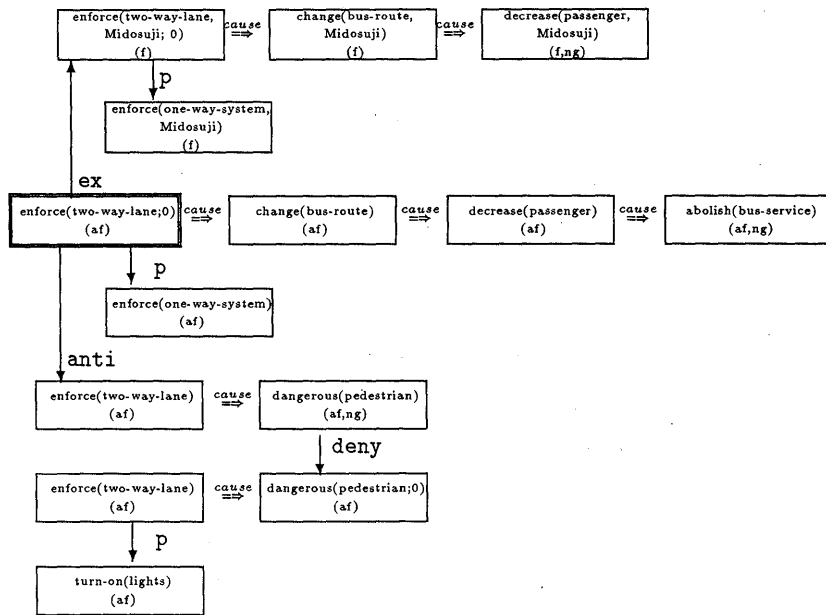 enforce(two-way-lane,
Midosuji; 0)
(f)
cause
⇒
change(bus-route,
Midosuji)
(f)
cause
⇒
decrease(passenger,
Midosuji)
(f,ng)
p
enforce(one-way-system,
Midosuji)
(f)
ex
enforce(two-way-lane;0)
(af)
cause
⇒
change(bus-route)
(af)
cause
⇒
decrease(passenger)
(af)
cause
⇒
abolish(bus-service)
(af,ng)
p
enforce(one-way-system)
(af)
anti
enforce(two-way-lane)
(af)
cause
⇒
dangerous(pedestrian)
(af,ng)
deny
enforce(two-way-lane)
(af)
cause
⇒
dangerous(pedestrian;0)
(af)
p
turn-on(lights)
(af)